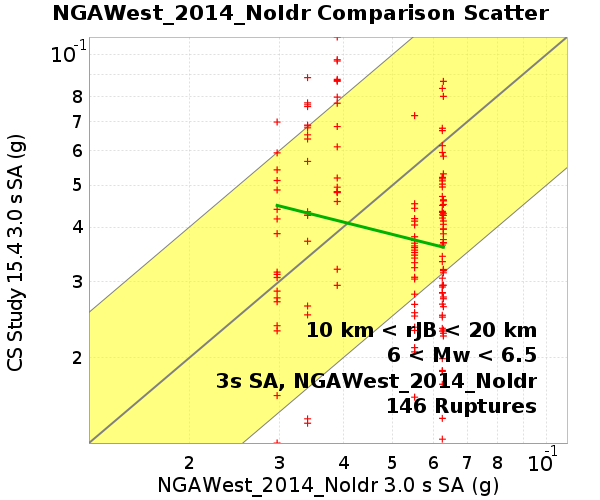 NGAWest_2014_NoIdr Comparison Scatter
CS Study 15.4 3.0 s SA (g)
10^-1
8
7
6
5
4
3
2
10 km < rJB < 20 km
6 < Mw < 6.5
3s SA, NGAWest_2014_NoIdr
146 Ruptures
2 3 4 5 6 7 8 10^-1
NGAWest_2014_NoIdr 3.0 s SA (g)